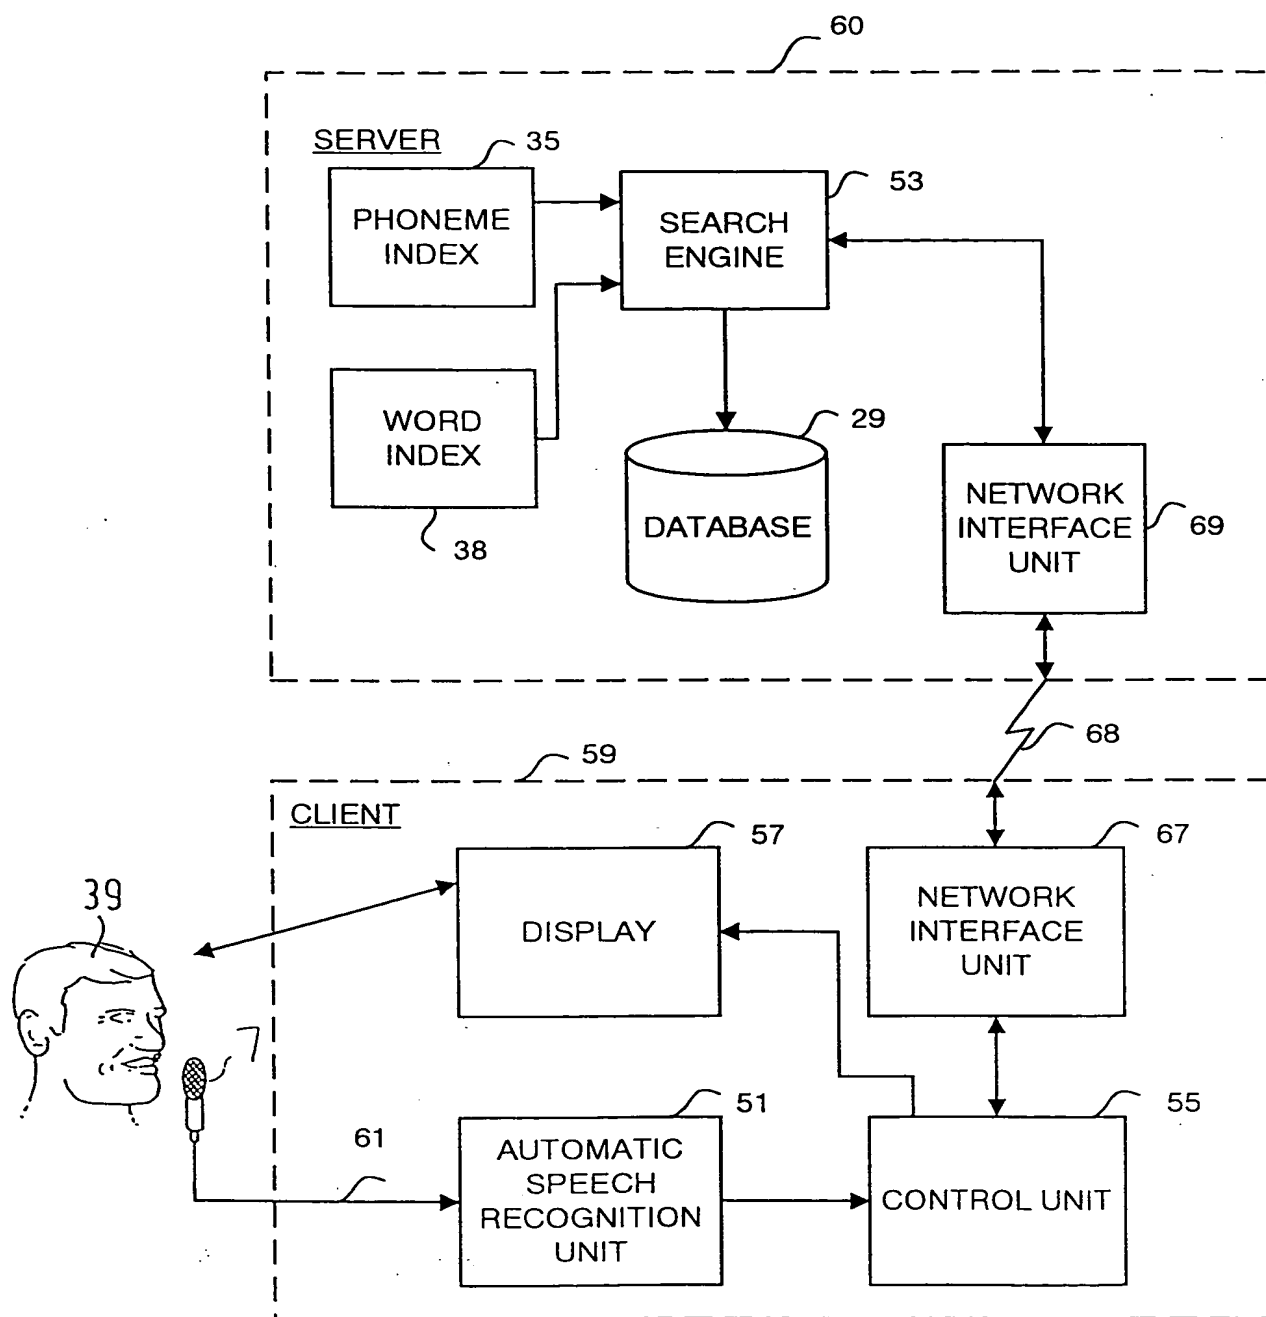 60
SERVER
35
53
PHONEME
INDEX
SEARCH
ENGINE
WORD
INDEX
38
29
DATABASE
NETWORK
INTERFACE
UNIT
69
68
59
CLIENT
57
67
39
DISPLAY
NETWORK
INTERFACE
UNIT
7
61
51
55
AUTOMATIC
SPEECH
RECOGNITION
UNIT
CONTROL UNIT